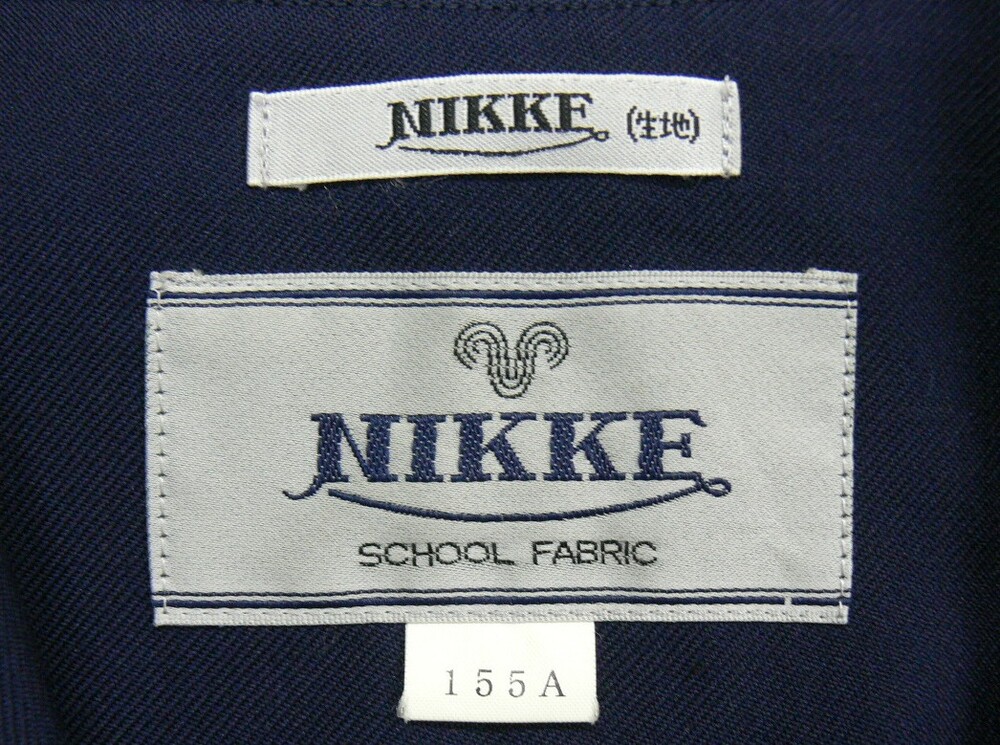 NIKKE (生地)
NIKKE
SCHOOL FABRIC
155A